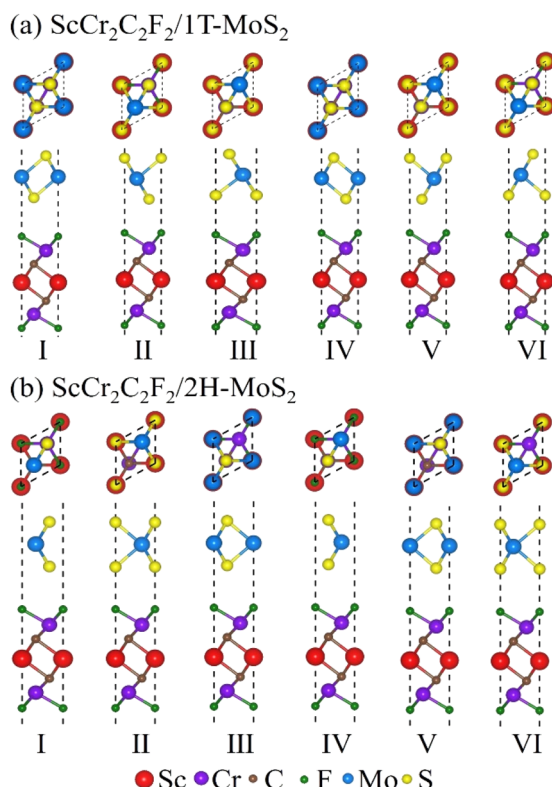 (a) ScCr₂C₂F₂/1T-MoS₂
I II III IV V VI
(b) ScCr₂C₂F₂/2H-MoS₂
I II III IV V VI
Sc Cr C F Mo S